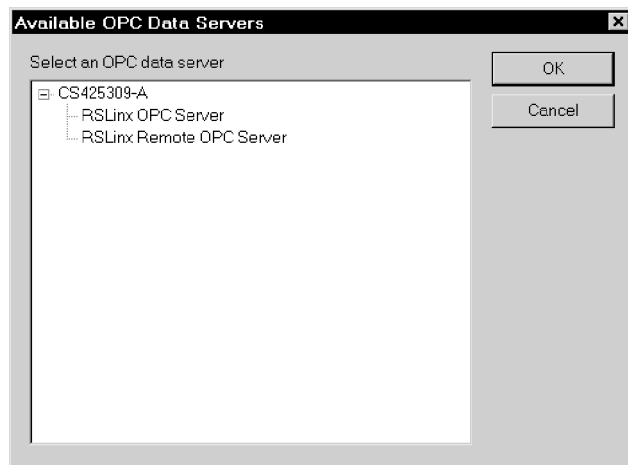 Available OPC Data Servers
Select an OPC data server
OK
CS425309-A
Cancel
RSLinx OPC Server
RSLinx Remote OPC Server